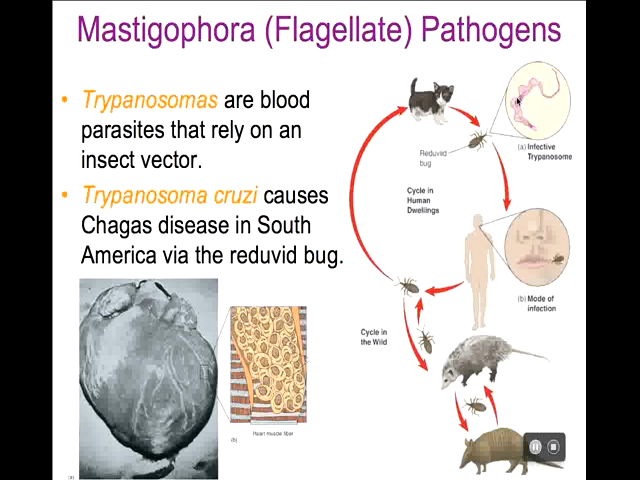 Mastigophora (Flagellate) Pathogens
• Trypanosomas are blood
parasites that rely on an
insect vector.
• Trypanosoma cruzi causes
Chagas disease in South
America via the reduvid bug.
Reduvid
bug
(a) Infective
Trypanosome
Cycle in
Human
Dwellings
(b) Mode of
infection
Cycle in
the Wild
Heart muscle fiber
(b)
(a)